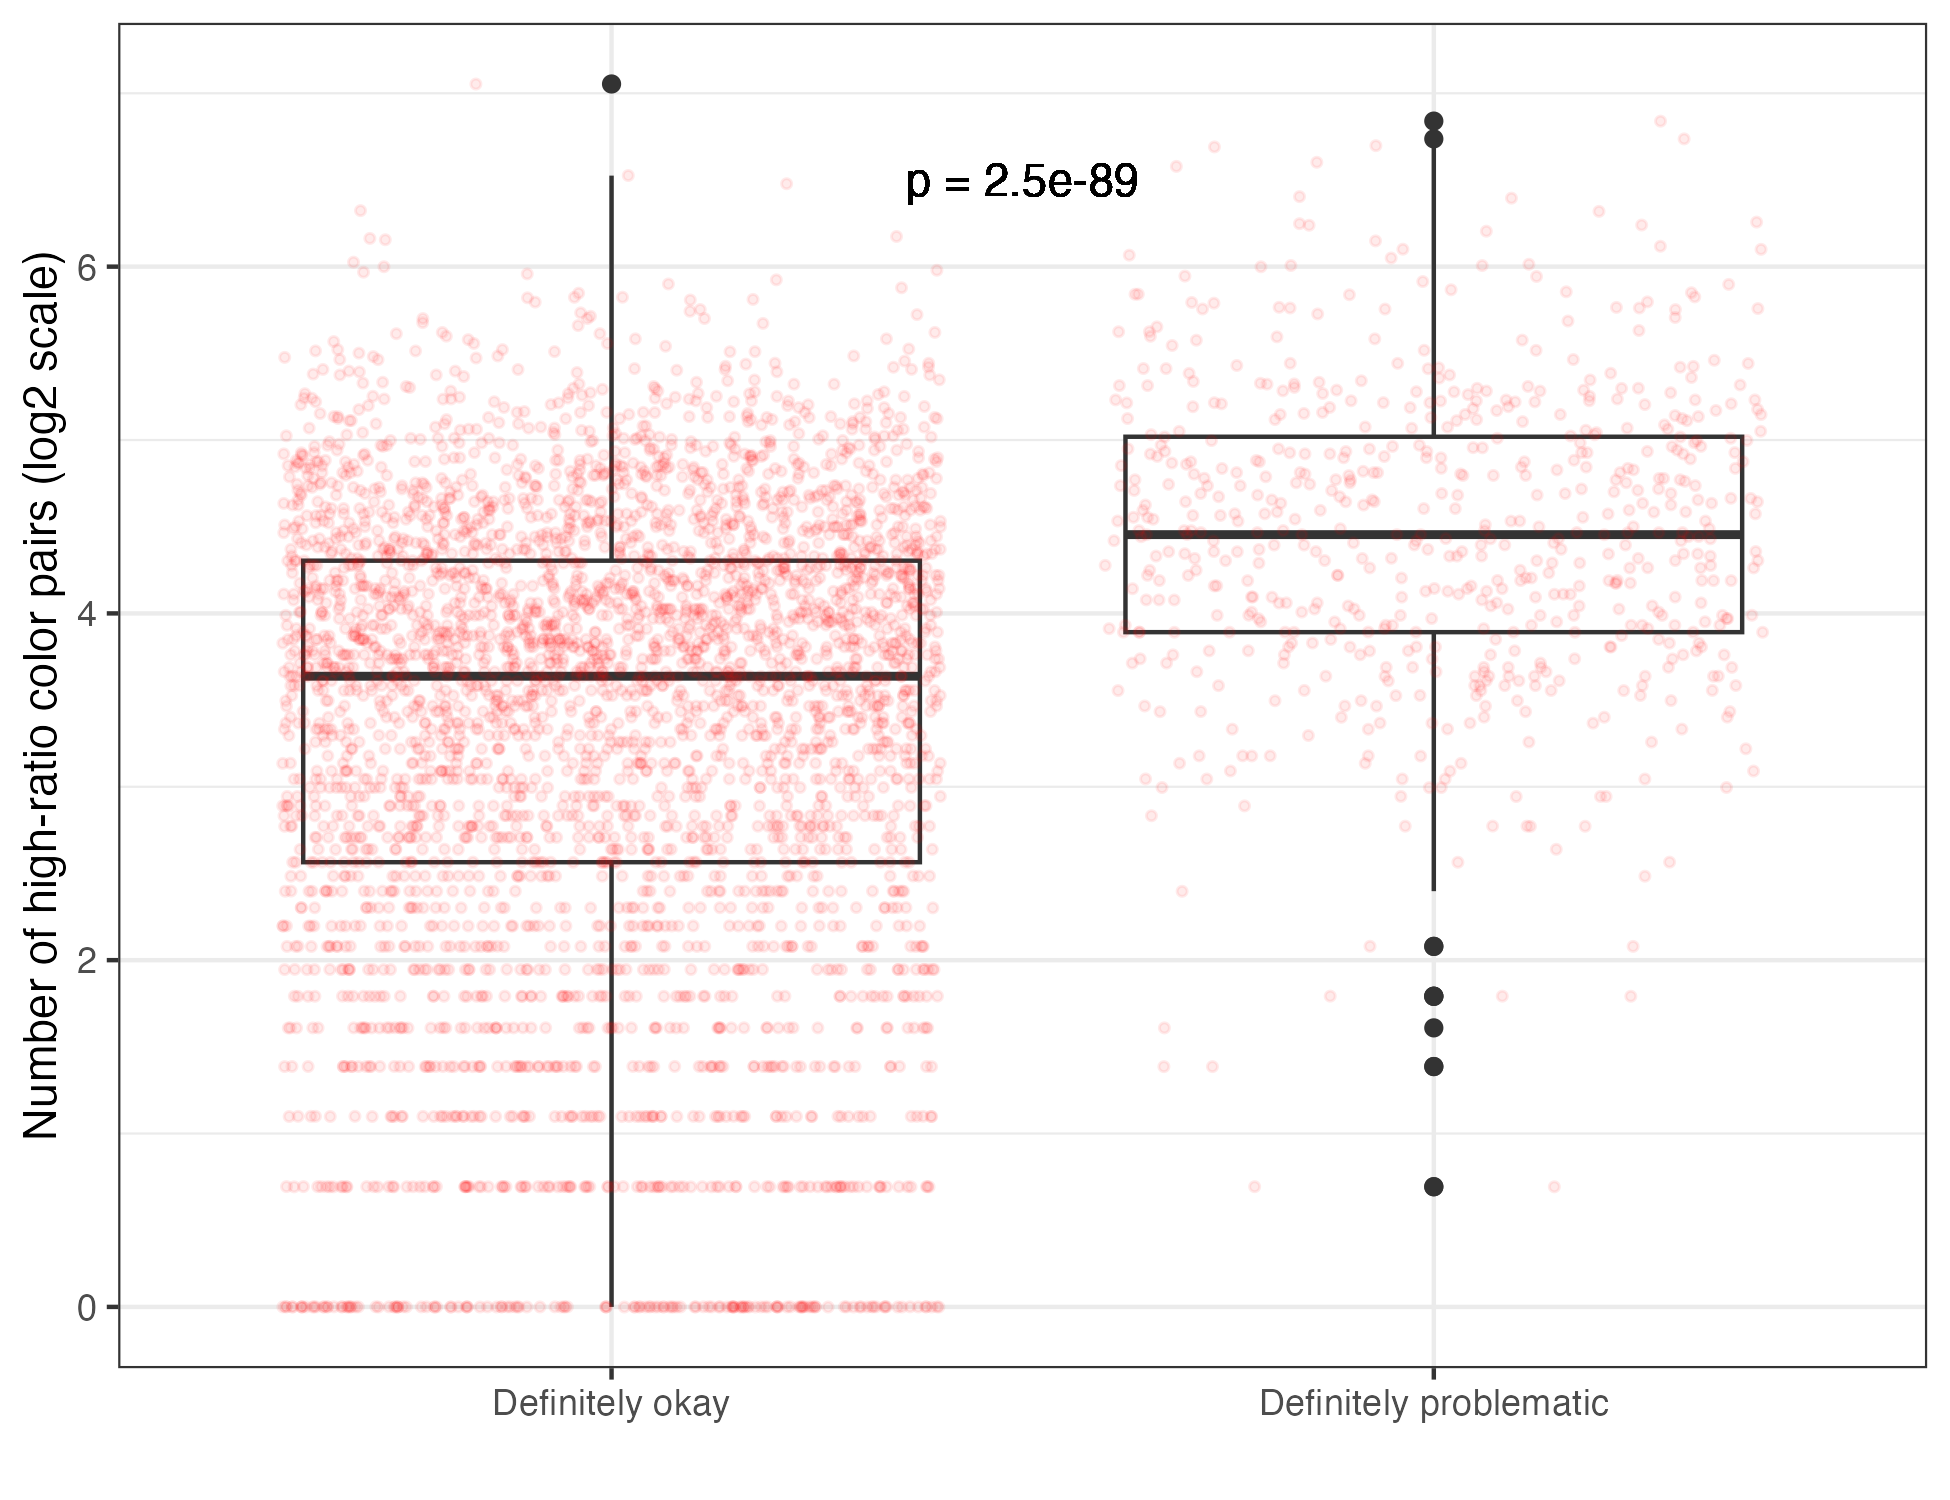 Number of high-ratio color pairs (log2 scale)
6
4
2
0
p = 2.5e-89
Definitely okay
Definitely problematic